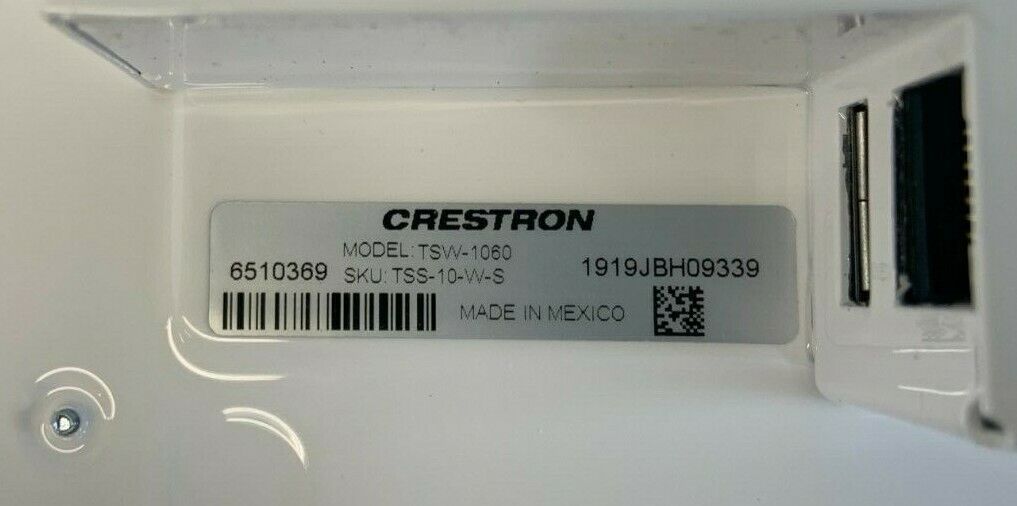 CRESTRON
MODEL: TSW-1060
6510369
SKU: TSS-10-W-S
1919JBH09339
MADE IN MEXICO